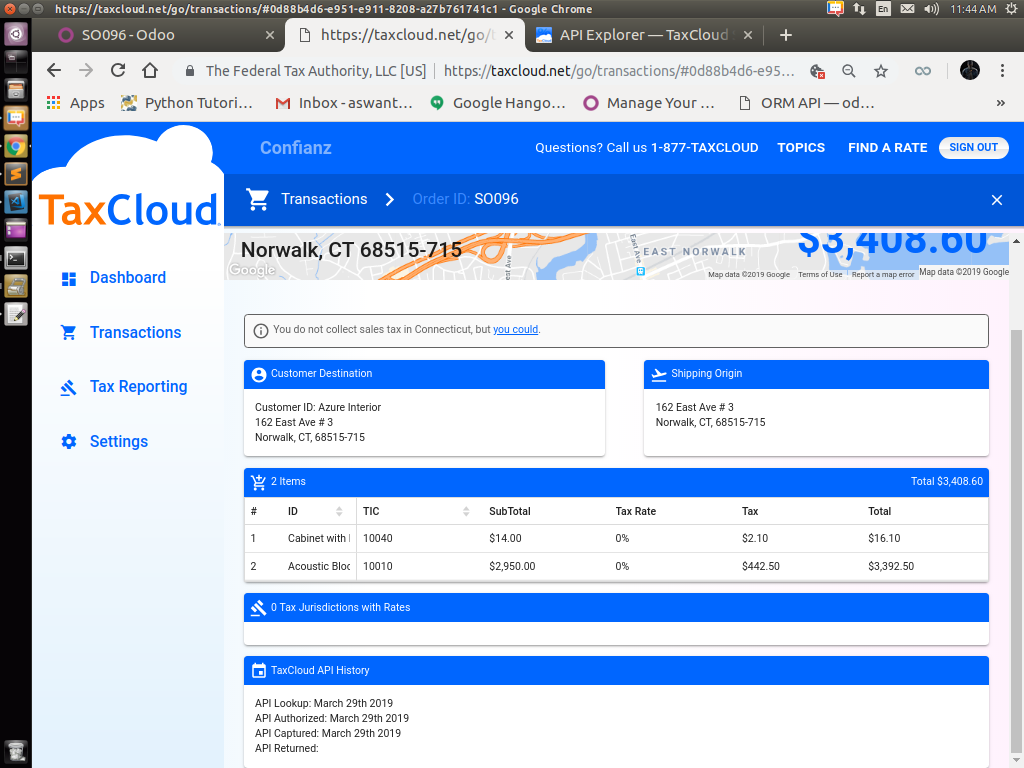 https://taxcloud.net/go/transactions/#0d88b4d6-e951-e911-8208-a27b761741c1 - Google Chrome
En
11:44 AM
SO096 - Odoo
https://taxcloud.net/go/t
API Explorer — TaxCloud
The Federal Tax Authority, LLC [US]
https://taxcloud.net/go/transactions/#0d88b4d6-e95...
Apps
Python Tutori...
Inbox - aswant...
Google Hango...
Manage Your ...
ORM API — od...
»
Confianz
Questions? Call us 1-877-TAXCLOUD
TOPICS
FIND A RATE
SIGN OUT
TaxCloud
Transactions
Order ID: SO096
Norwalk, CT 68515-715
$3,408.60
EAST NORWALK
East Ave
Google
Map data ©2019 Google
Terms of Use
Report a map error
Map data ©2019 Google
Dashboard
Transactions
Tax Reporting
Settings
You do not collect sales tax in Connecticut, but you could.
Customer Destination
Customer ID: Azure Interior
162 East Ave # 3
Norwalk, CT, 68515-715
Shipping Origin
162 East Ave # 3
Norwalk, CT, 68515-715
2 Items
Total $3,408.60
# ID TIC SubTotal Tax Rate Tax Total
1 Cabinet with 10040 $14.00 0% $2.10 $16.10
2 Acoustic Bloc 10010 $2,950.00 0% $442.50 $3,392.50
0 Tax Jurisdictions with Rates
TaxCloud API History
API Lookup: March 29th 2019
API Authorized: March 29th 2019
API Captured: March 29th 2019
API Returned: